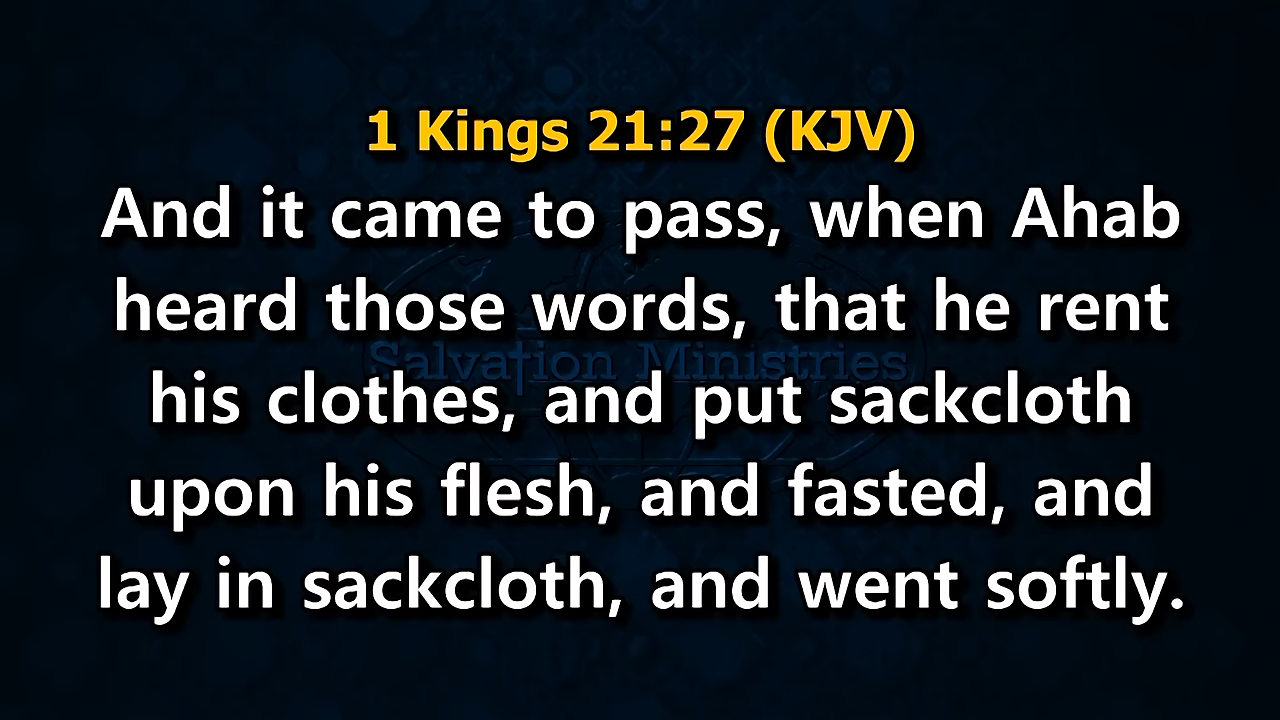 1 Kings 21:27 (KJV)
And it came to pass, when Ahab
heard those words, that he rent
Salvation Ministries
his clothes, and put sackcloth
upon his flesh, and fasted, and
lay in sackcloth, and went softly.